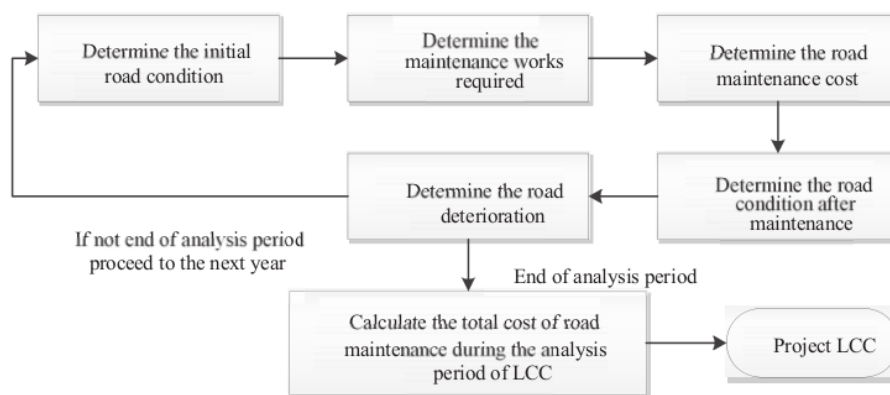 Determine the initial
road condition
Determine the
maintenance works
required
Determine the road
maintenance cost
Determine the road
condition after
maintenance
Determine the road
deterioration
If not end of analysis period
proceed to the next year
End of analysis period
Calculate the total cost of road
maintenance during the analysis
period of LCC
Project LCC